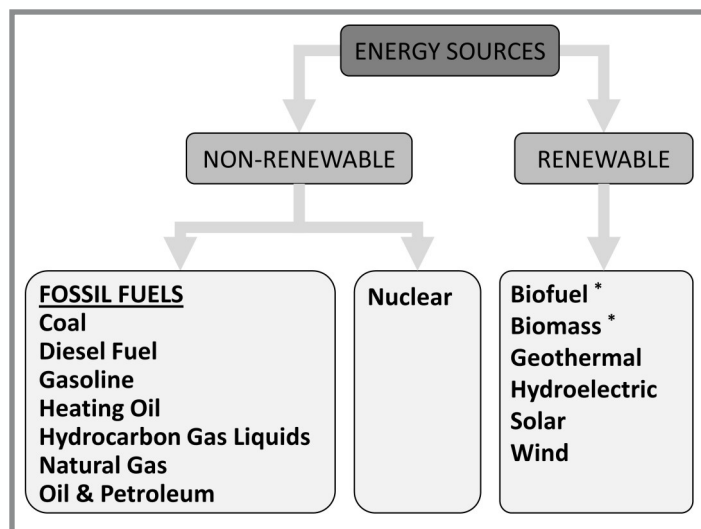 ENERGY SOURCES
NON-RENEWABLE
RENEWABLE
FOSSIL FUELS
Coal
Diesel Fuel
Gasoline
Heating Oil
Hydrocarbon Gas Liquids
Natural Gas
Oil & Petroleum
Nuclear
Biofuel *
Biomass *
Geothermal
Hydroelectric
Solar
Wind